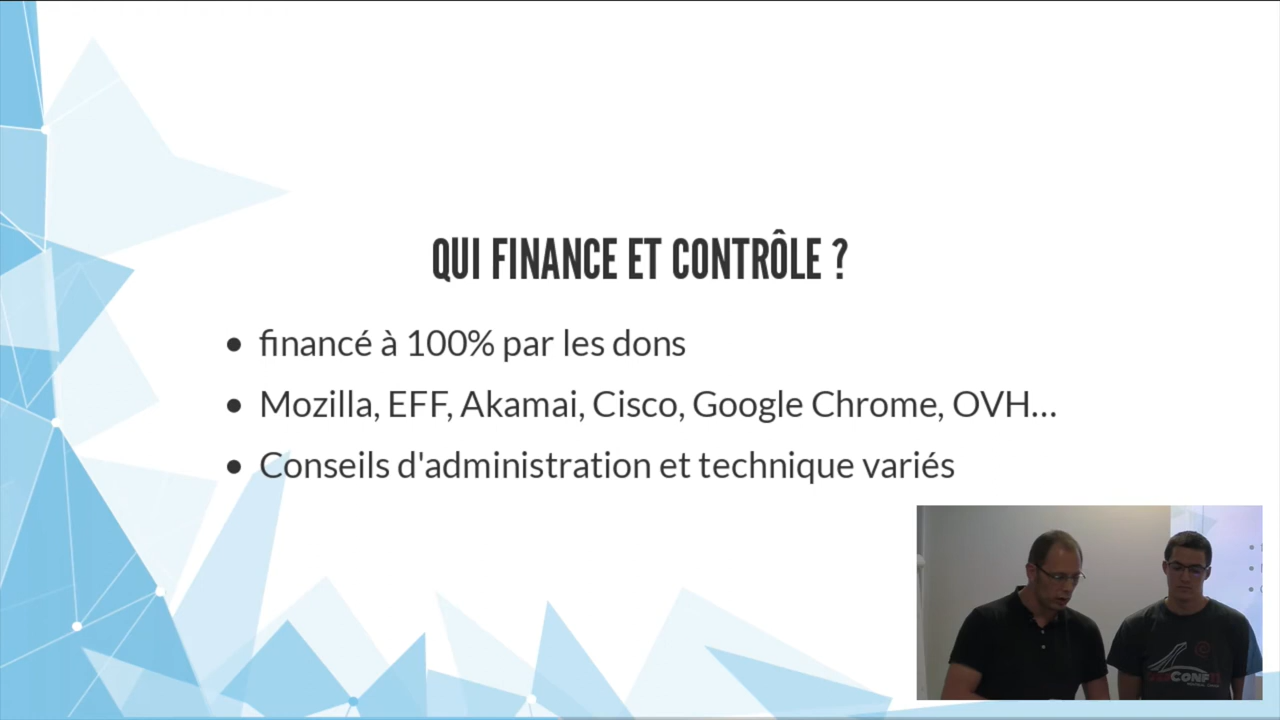 QUI FINANCE ET CONTRÔLE ?
• financé à 100% par les dons
• Mozilla, EFF, Akamai, Cisco, Google Chrome, OVH...
• Conseils d'administration et technique variés